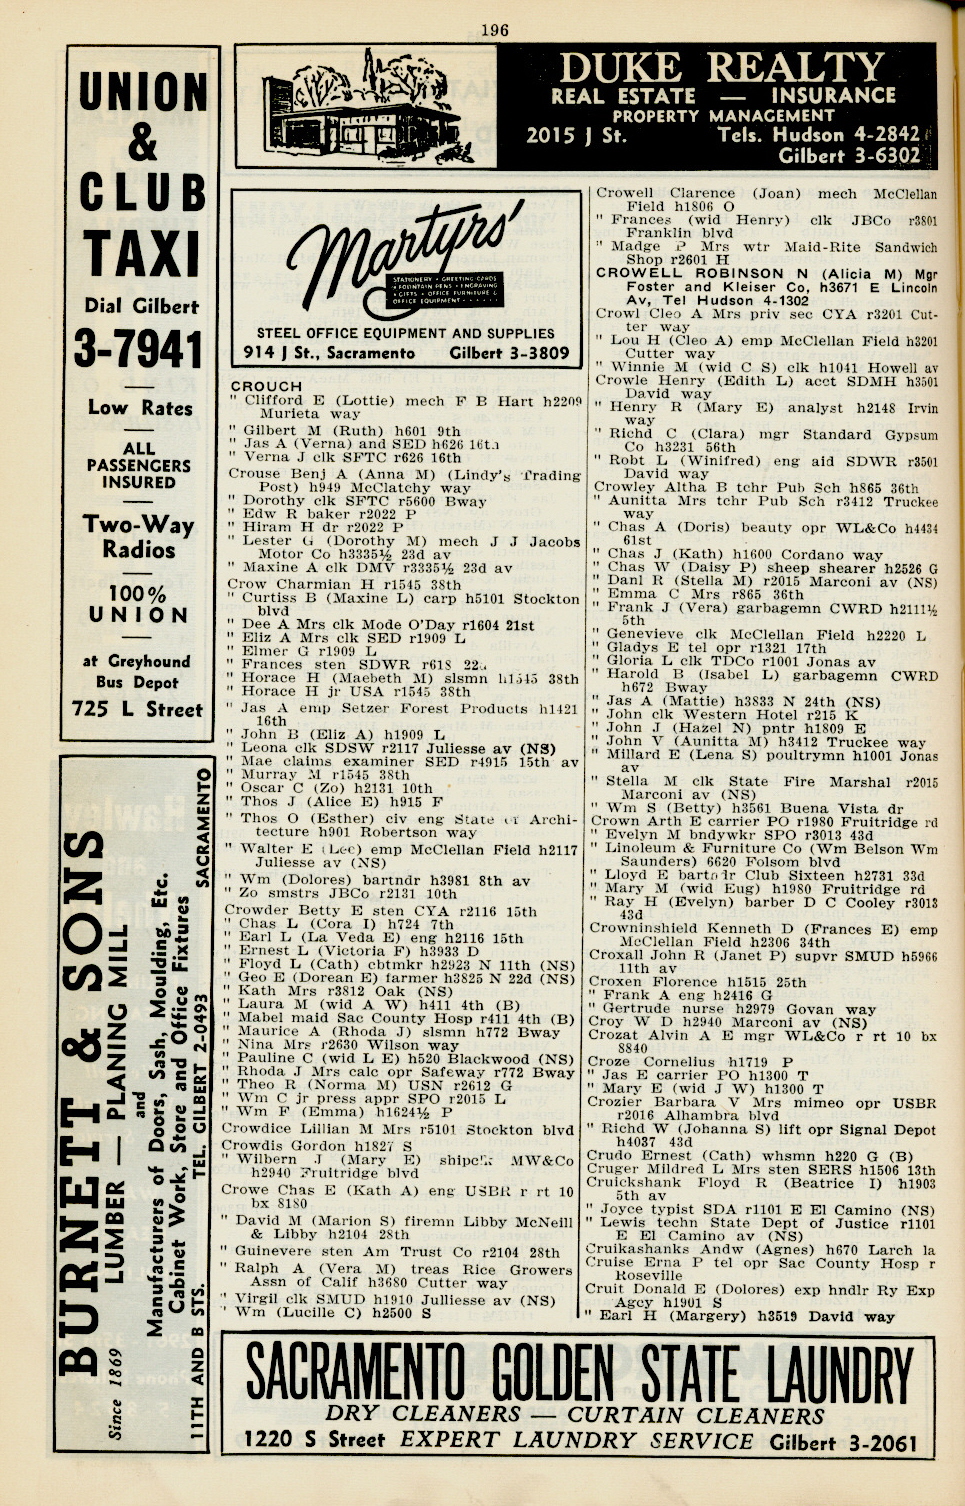 196
UNION
&
CLUB
TAXI
Dial Gilbert
3-7941
Low Rates
ALL
PASSENGERS
INSURED
Two-Way
Radios
100%
UNION
at Greyhound
Bus Depot
725 L Street
BURNETT & SONS
LUMBER — PLANING MILL
Manufacturers of Doors, Sash, Moulding, Etc.
and
Cabinet Work, Store and Office Fixtures
Since 1869
11TH AND B STS. TEL. GILBERT 2-0493 SACRAMENTO
DUKE REALTY
REAL ESTATE — INSURANCE
PROPERTY MANAGEMENT
2015 J St. Tels. Hudson 4-2842
Gilbert 3-6302
Martyrs'
STATIONERY • GREETING CARDS
• FOUNTAIN PENS • ENGRAVING
• GIFTS • OFFICE FURNITURE &
OFFICE EQUIPMENT
STEEL OFFICE EQUIPMENT AND SUPPLIES
914 J St., Sacramento Gilbert 3-3809
CROUCH
" Clifford E (Lottie) mech F B Hart h2209
Murieta way
" Gilbert M (Ruth) h601 9th
" Jas A (Verna) and SED h626 16th
" Verna J clk SFTC r626 16th
Crouse Benj A (Anna M) (Lindy's Trading
Post) h949 McClatchy way
" Dorothy clk SFTC r5600 Bway
" Edw R baker r2022 P
" Hiram H dr r2022 P
" Lester G (Dorothy M) mech J J Jacobs
Motor Co h3335½ 23d av
" Maxine A clk DMV r3335½ 23d av
Crow Charmian H r1545 38th
" Curtiss B (Maxine L) carp h5101 Stockton
blvd
" Dee A Mrs clk Mode O'Day r1604 21st
" Eliz A Mrs clk SED r1909 L
" Elmer G r1909 L
" Frances sten SDWR r618 22d
" Horace H (Maebeth M) slsmn h1545 38th
" Horace H jr USA r1545 38th
" Jas A emp Setzer Forest Products h1421
16th
" John B (Eliz A) h1909 L
" Leona clk SDSW r2117 Juliesse av (NS)
" Mae claims examiner SED r4915 15th av
" Murray M r1545 38th
" Oscar C (Zo) h2131 10th
" Thos J (Alice E) h915 F
" Thos O (Esther) civ eng State Archi-
tecture h901 Robertson way
" Walter E (Lee) emp McClellan Field h2117
Juliesse av (NS)
" Wm (Dolores) bartndr h3981 8th av
" Zo smstrs JBCo r2131 10th
Crowder Betty E sten CYA r2116 15th
" Chas L (Cora I) h724 7th
" Earl L (La Veda E) eng h2116 15th
" Ernest L (Victoria F) h3933 D
" Floyd L (Cath) cbtmkr h2923 N 11th (NS)
" Geo E (Dorean E) farmer h3825 N 22d (NS)
" Kath Mrs r3812 Oak (NS)
" Laura M (wid A W) h411 4th (B)
" Mabel maid Sac County Hosp r411 4th (B)
" Maurice A (Rhoda J) slsmn h772 Bway
" Nina Mrs r2630 Wilson way
" Pauline C (wid L E) h520 Blackwood (NS)
" Rhoda J Mrs calc opr Safeway r772 Bway
" Theo R (Norma M) USN r2612 G
" Wm C jr press appr SPO r2015 L
" Wm F (Emma) h1624½ P
Crowdice Lillian M Mrs r5101 Stockton blvd
Crowdis Gordon h1827 S
" Wilbern J (Mary E) shipclk MW&Co
h2940 Fruitridge blvd
Crowe Chas E (Kath A) eng USBR r rt 10
bx 8180
" David M (Marion S) firemn Libby McNeill
& Libby h2104 28th
" Guinevere sten Am Trust Co r2104 28th
" Ralph A (Vera M) treas Rice Growers
Assn of Calif h3680 Cutter way
" Virgil clk SMUD h1910 Julliesse av (NS)
" Wm (Lucille C) h2500 S
Crowell Clarence (Joan) mech McClellan
Field h1806 O
" Frances (wid Henry) clk JBCo r3801
Franklin blvd
" Madge P Mrs wtr Maid-Rite Sandwich
Shop r2601 H
CROWELL ROBINSON N (Alicia M) Mgr
Foster and Kleiser Co, h3671 E Lincoln
Av, Tel Hudson 4-1302
Crowl Cleo A Mrs priv sec CYA r3201 Cut-
ter way
" Lou H (Cleo A) emp McClellan Field h3201
Cutter way
" Winnie M (wid C S) clk h1041 Howell av
Crowle Henry (Edith L) acct SDMH h3501
David way
" Henry R (Mary E) analyst h2148 Irvin
way
" Richd C (Clara) mgr Standard Gypsum
Co h3231 56th
" Robt L (Winifred) eng aid SDWR r3501
David way
Crowley Altha B tchr Pub Sch h865 36th
" Aunitta Mrs tchr Pub Sch r3412 Truckee
way
" Chas A (Doris) beauty opr WL&Co h4434
61st
" Chas J (Kath) h1600 Cordano way
" Chas W (Daisy P) sheep shearer h2526 G
" Danl R (Stella M) r2015 Marconi av (NS)
" Emma C Mrs r865 36th
" Frank J (Vera) garbagemn CWRD h2111½
5th
" Genevieve clk McClellan Field h2220 L
" Gladys E tel opr r1321 17th
" Gloria L clk TDCo r1001 Jonas av
" Harold B (Isabel L) garbagemn CWRD
h672 Bway
" Jas A (Mattie) h3833 N 24th (NS)
" John clk Western Hotel r215 K
" John J (Hazel N) pntr h1809 E
" John V (Aunitta M) h3412 Truckee way
" Millard E (Lena S) poultrymn h1001 Jonas
av
" Stella M clk State Fire Marshal r2015
Marconi av (NS)
" Wm S (Betty) h3561 Buena Vista dr
Crown Arth E carrier PO r1980 Fruitridge rd
" Evelyn M bndywkr SPO r3013 43d
" Linoleum & Furniture Co (Wm Belson Wm
Saunders) 6620 Folsom blvd
" Lloyd E bartndr Club Sixteen h2731 33d
" Mary M (wid Eug) h1980 Fruitridge rd
" Ray H (Evelyn) barber D C Cooley r3013
43d
Crowninshield Kenneth D (Frances E) emp
McClellan Field h2306 34th
Croxall John R (Janet P) supvr SMUD h5966
11th av
Croxen Florence h1515 25th
" Frank A eng h2416 G
" Gertrude nurse h2979 Govan way
Croy W D h2940 Marconi av (NS)
Crozat Alvin A E mgr WL&Co r rt 10 bx
8840
Croze Cornelius h1719 P
" Jas E carrier PO h1300 T
" Mary E (wid J W) h1300 T
Crozier Barbara V Mrs mimeo opr USBR
r2016 Alhambra blvd
" Richd W (Johanna S) lift opr Signal Depot
h4037 43d
Crudo Ernest (Cath) whsmn h220 G (B)
Cruger Mildred L Mrs sten SERS h1506 13th
Cruickshank Floyd R (Beatrice I) h1903
5th av
" Joyce typist SDA r1101 E El Camino (NS)
" Lewis techn State Dept of Justice r1101
E El Camino av (NS)
Cruikashanks Andw (Agnes) h670 Larch la
Cruise Erna P tel opr Sac County Hosp r
Roseville
Cruit Donald E (Dolores) exp hndlr Ry Exp
Agcy h1901 S
" Earl H (Margery) h3519 David way
SACRAMENTO GOLDEN STATE LAUNDRY
DRY CLEANERS — CURTAIN CLEANERS
1220 S Street EXPERT LAUNDRY SERVICE Gilbert 3-2061